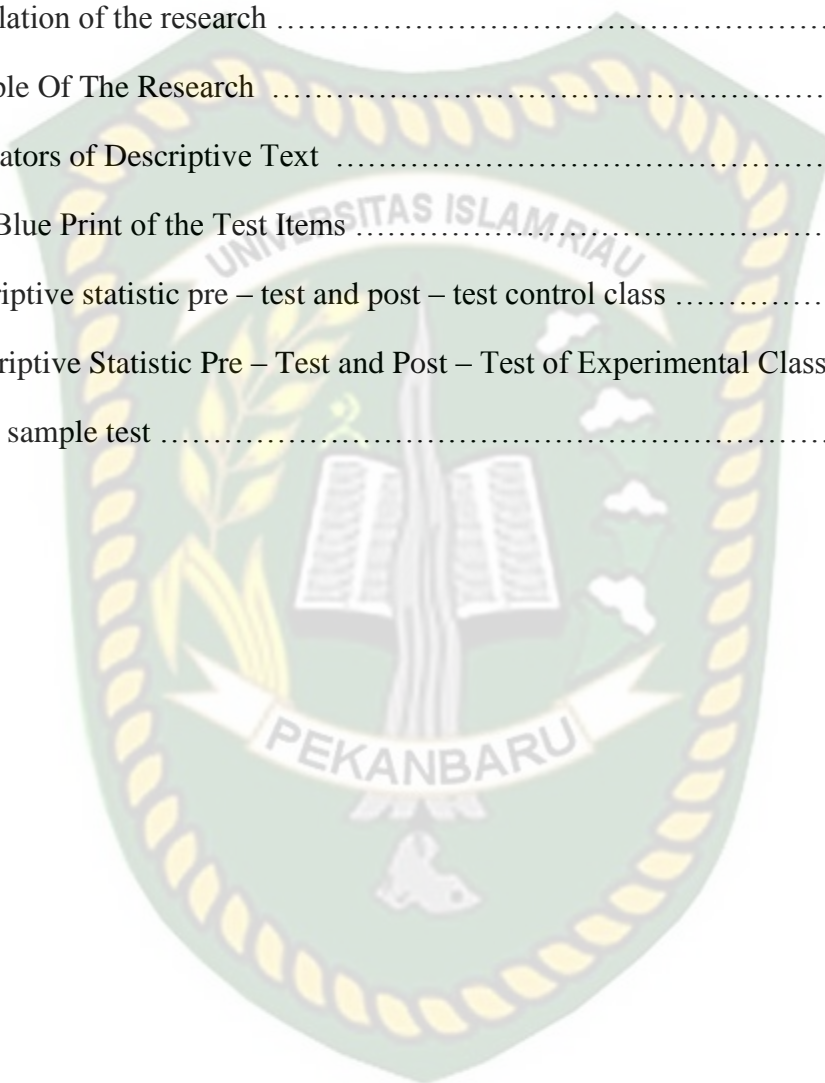 lation of the research ……………………………………………………
ple Of The Research ……………………………………………………
ators of Descriptive Text ………………………………………………
Blue Print of the Test Items ……………………………………………
riptive statistic pre – test and post – test control class ……………
riptive Statistic Pre – Test and Post – Test of Experimental Class
sample test ………………………………………………………………
UNIVERSITAS ISLAM RIAU
PEKANBARU